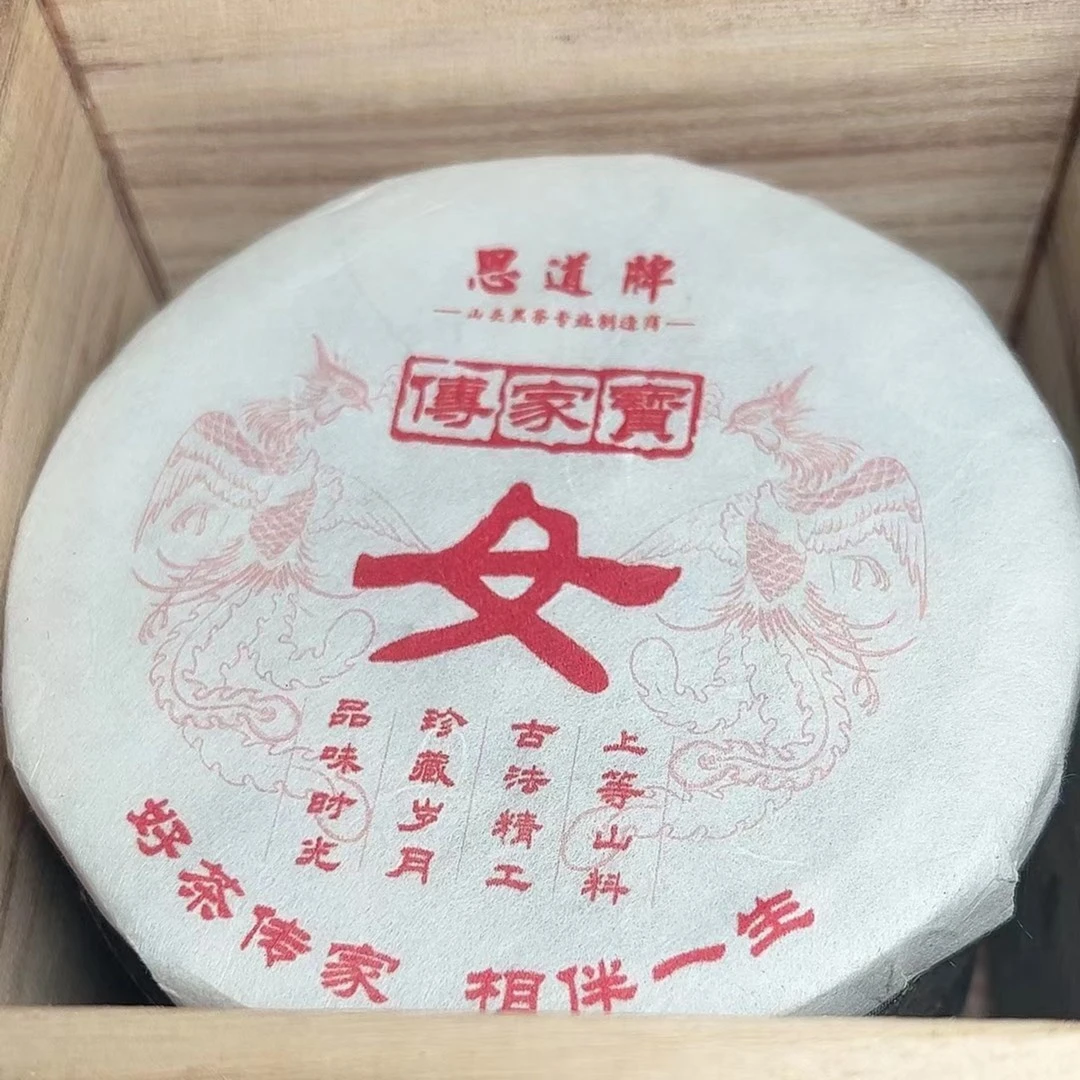 思道牌
山头黑茶专业制造商
傳家寳
女
上等山料
古法精工
珍藏岁月
品味时光
好茶传家 相伴一生